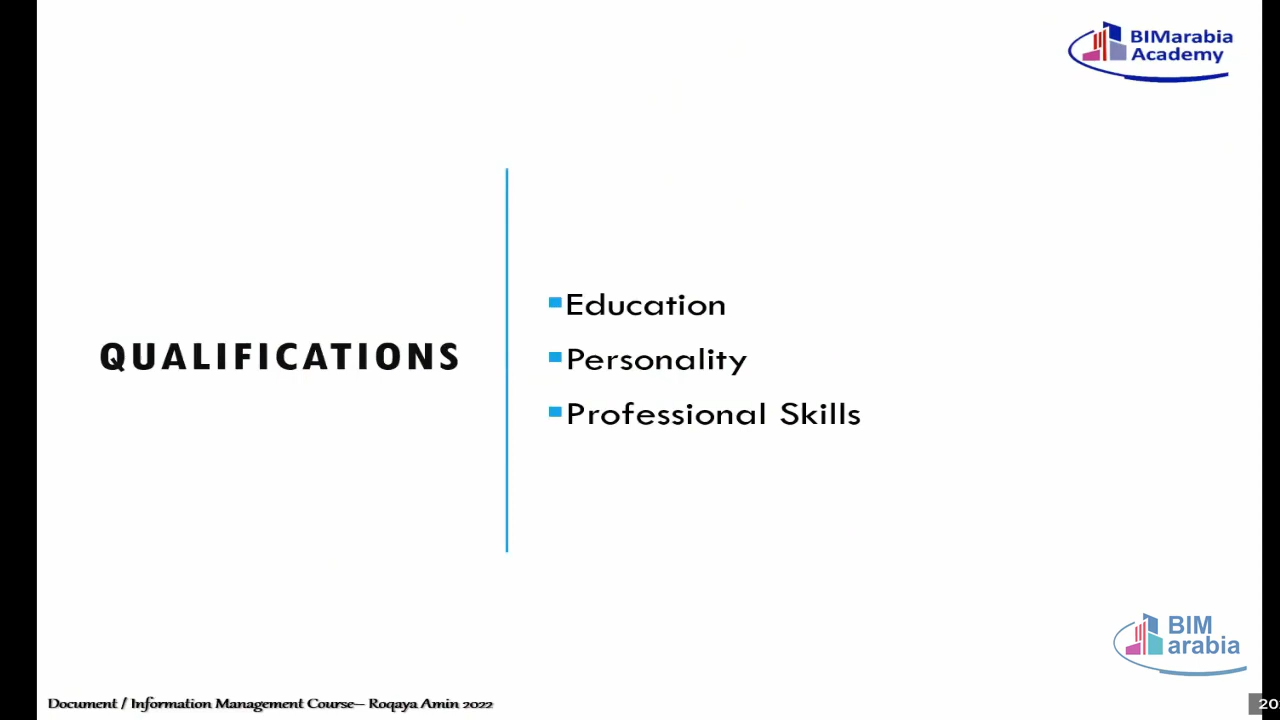 BIMarabia
Academy
QUALIFICATIONS
Education
Personality
Professional Skills
BIM
arabia
Document / Information Management Course– Roqaya Amin 2022
20